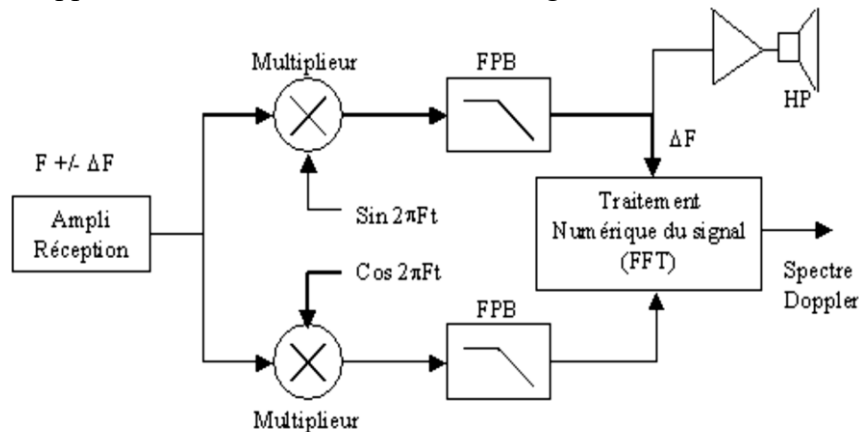 Multiplieur
FPB
HP
F +/- ΔF
ΔF
Ampli
Réception
Sin 2πFt
Traitement
Numérique du signal
(FFT)
Cos 2πFt
Spectre
Doppler
FPB
Multiplieur